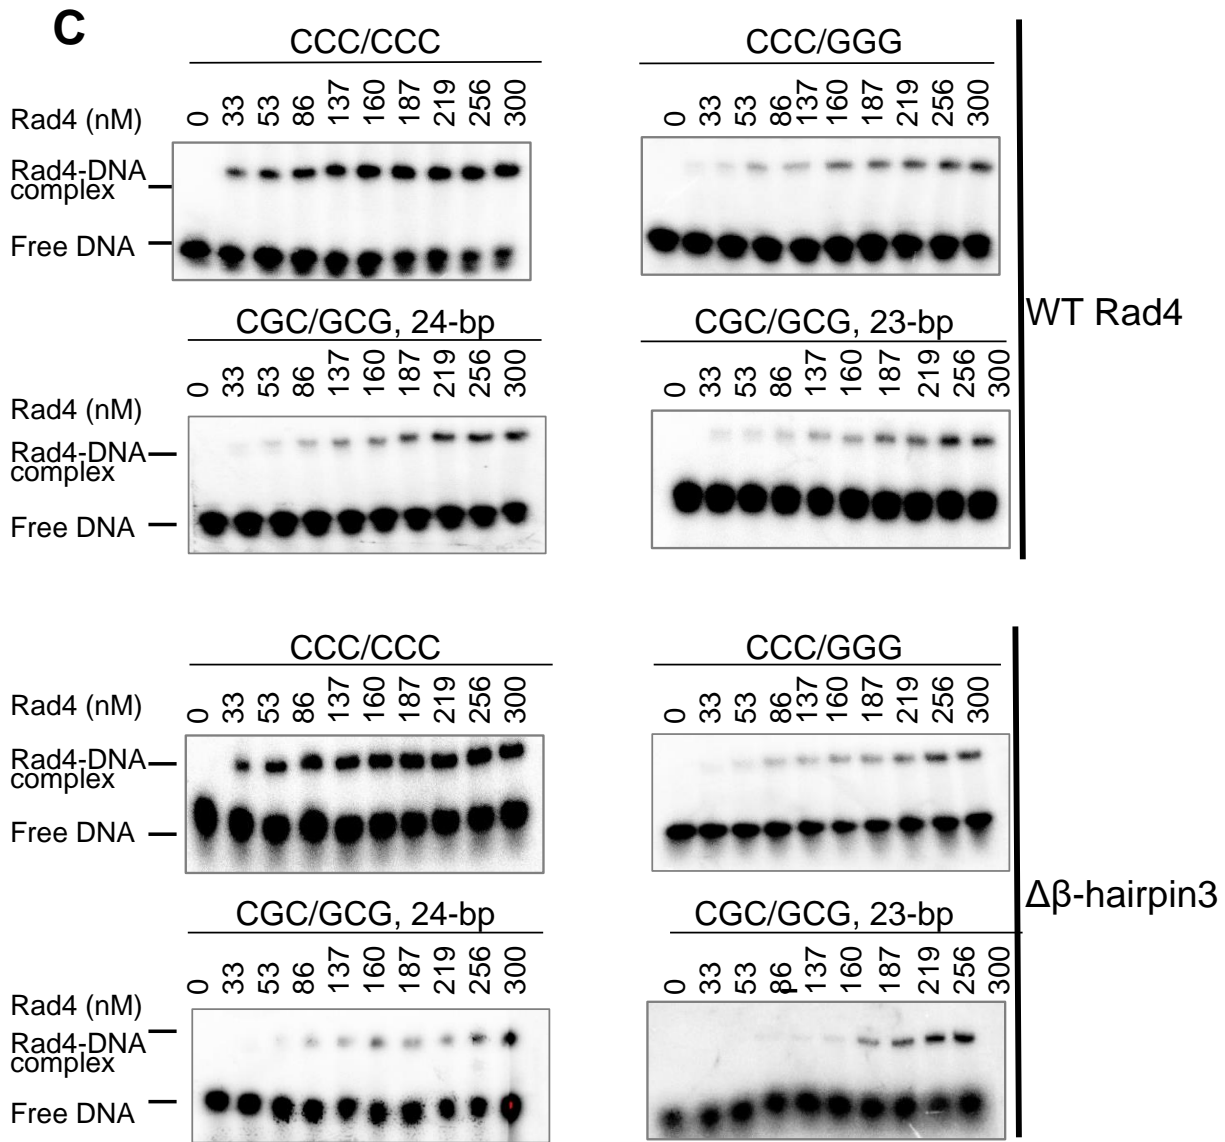 C
CCC/CCC
CCC/GGG
Rad4 (nM)
0 33 53 86 137 160 187 219 256 300
0 33 53 86 137 160 187 219 256 300
Rad4-DNA
complex
Free DNA
CGC/GCG, 24-bp
CGC/GCG, 23-bp
WT Rad4
Rad4 (nM)
0 33 53 86 137 160 187 219 256 300
0 33 53 86 137 160 187 219 256 300
Rad4-DNA
complex
Free DNA
CCC/CCC
CCC/GGG
Rad4 (nM)
0 33 53 86 137 160 187 219 256 300
0 33 53 86 137 160 187 219 256 300
Rad4-DNA
complex
Free DNA
CGC/GCG, 24-bp
CGC/GCG, 23-bp
Δβ-hairpin3
Rad4 (nM)
0 33 53 86 137 160 187 219 256 300
0 33 53 86 137 160 187 219 256 300
Rad4-DNA
complex
Free DNA